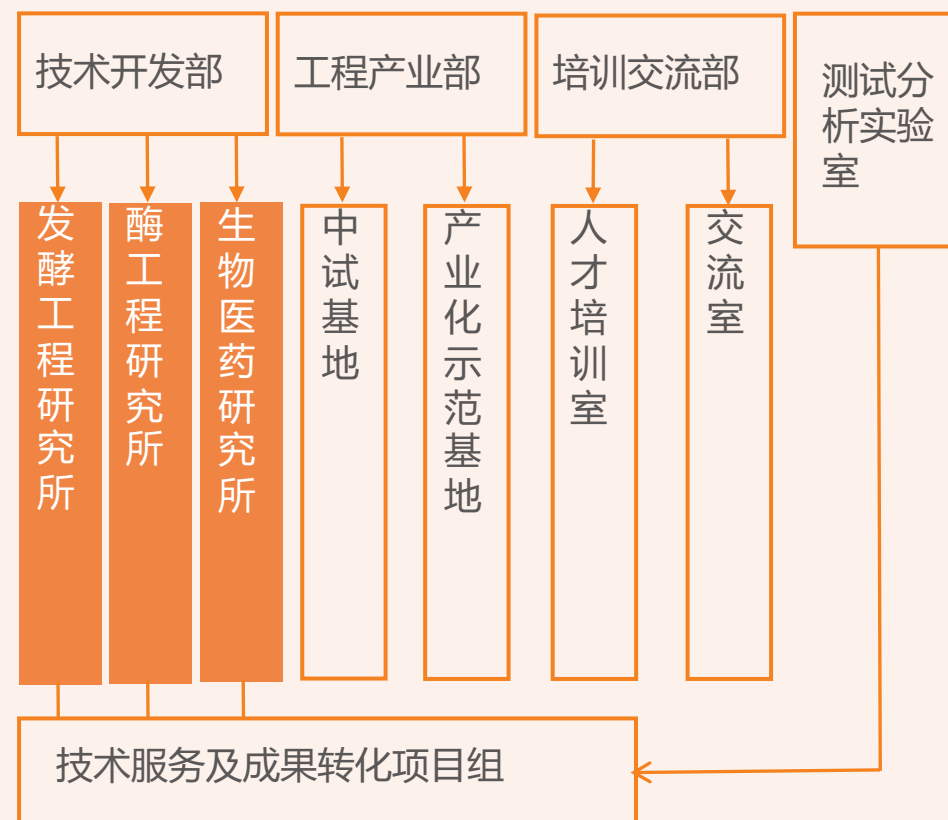 技术开发部
工程产业部
培训交流部
测试分
析实验
室
发酵工程研究所
酶工程研究所
生物医药研究所
中试基地
产业化示范基地
人才培训室
交流室
技术服务及成果转化项目组